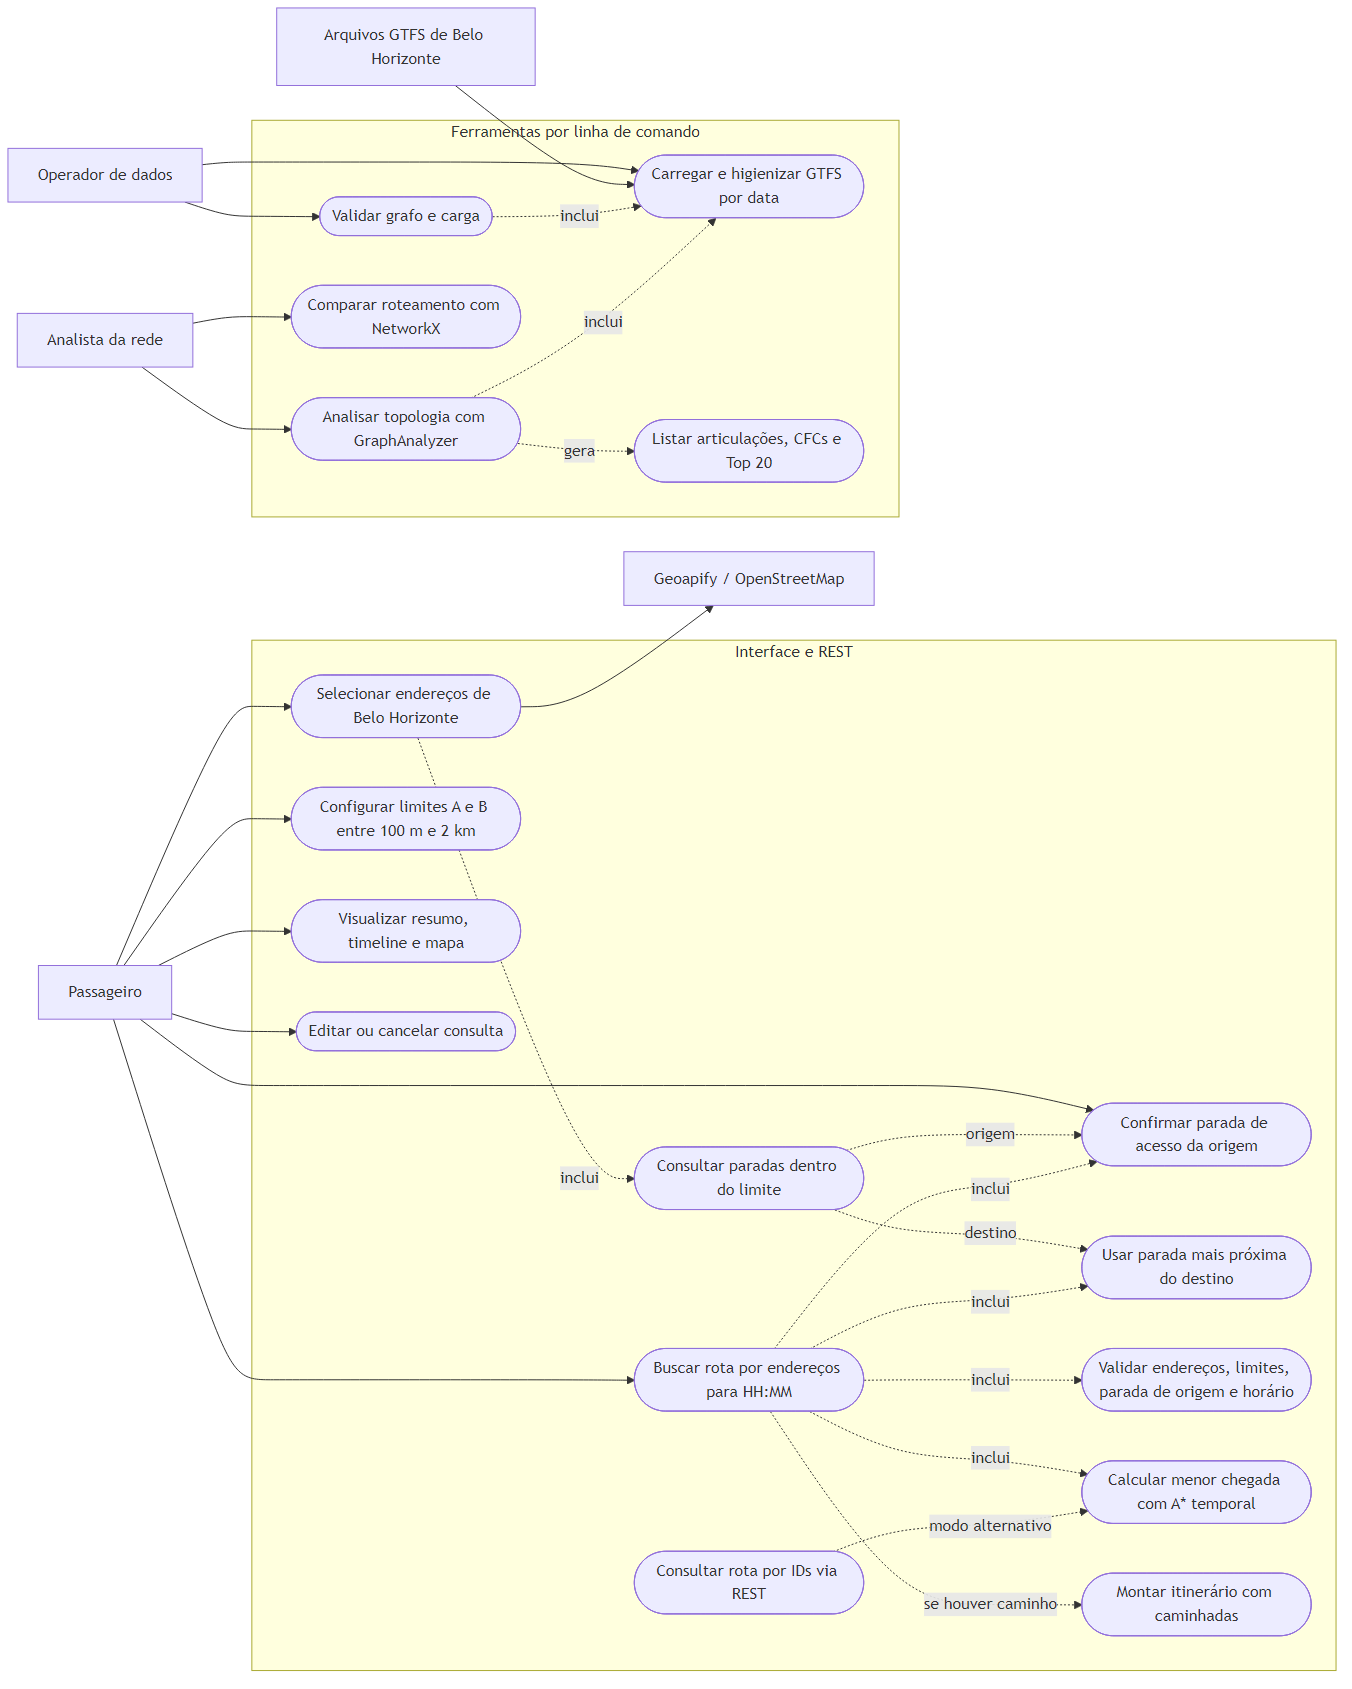 Arquivos GTFS de Belo
Horizonte
Ferramentas por linha de comando
Operador de dados
Carregar e higienizar GTFS
por data
Validar grafo e carga
inclui
Comparar roteamento com
NetworkX
inclui
Analista da rede
Analisar topologia com
GraphAnalyzer
gera
Listar articulações, CFCs e
Top 20
Geoapify / OpenStreetMap
Interface e REST
Selecionar endereços de
Belo Horizonte
Configurar limites A e B
entre 100 m e 2 km
Visualizar resumo,
timeline e mapa
Passageiro
Editar ou cancelar consulta
Confirmar parada de
acesso da origem
origem
Consultar paradas dentro
do limite
inclui
inclui
destino
Usar parada mais próxima
do destino
inclui
Buscar rota por endereços
para HH:MM
inclui
Validar endereços, limites,
parada de origem e horário
inclui
Calcular menor chegada
com A* temporal
modo alternativo
Consultar rota por IDs via
REST
se houver caminho
Montar itinerário com
caminhadas